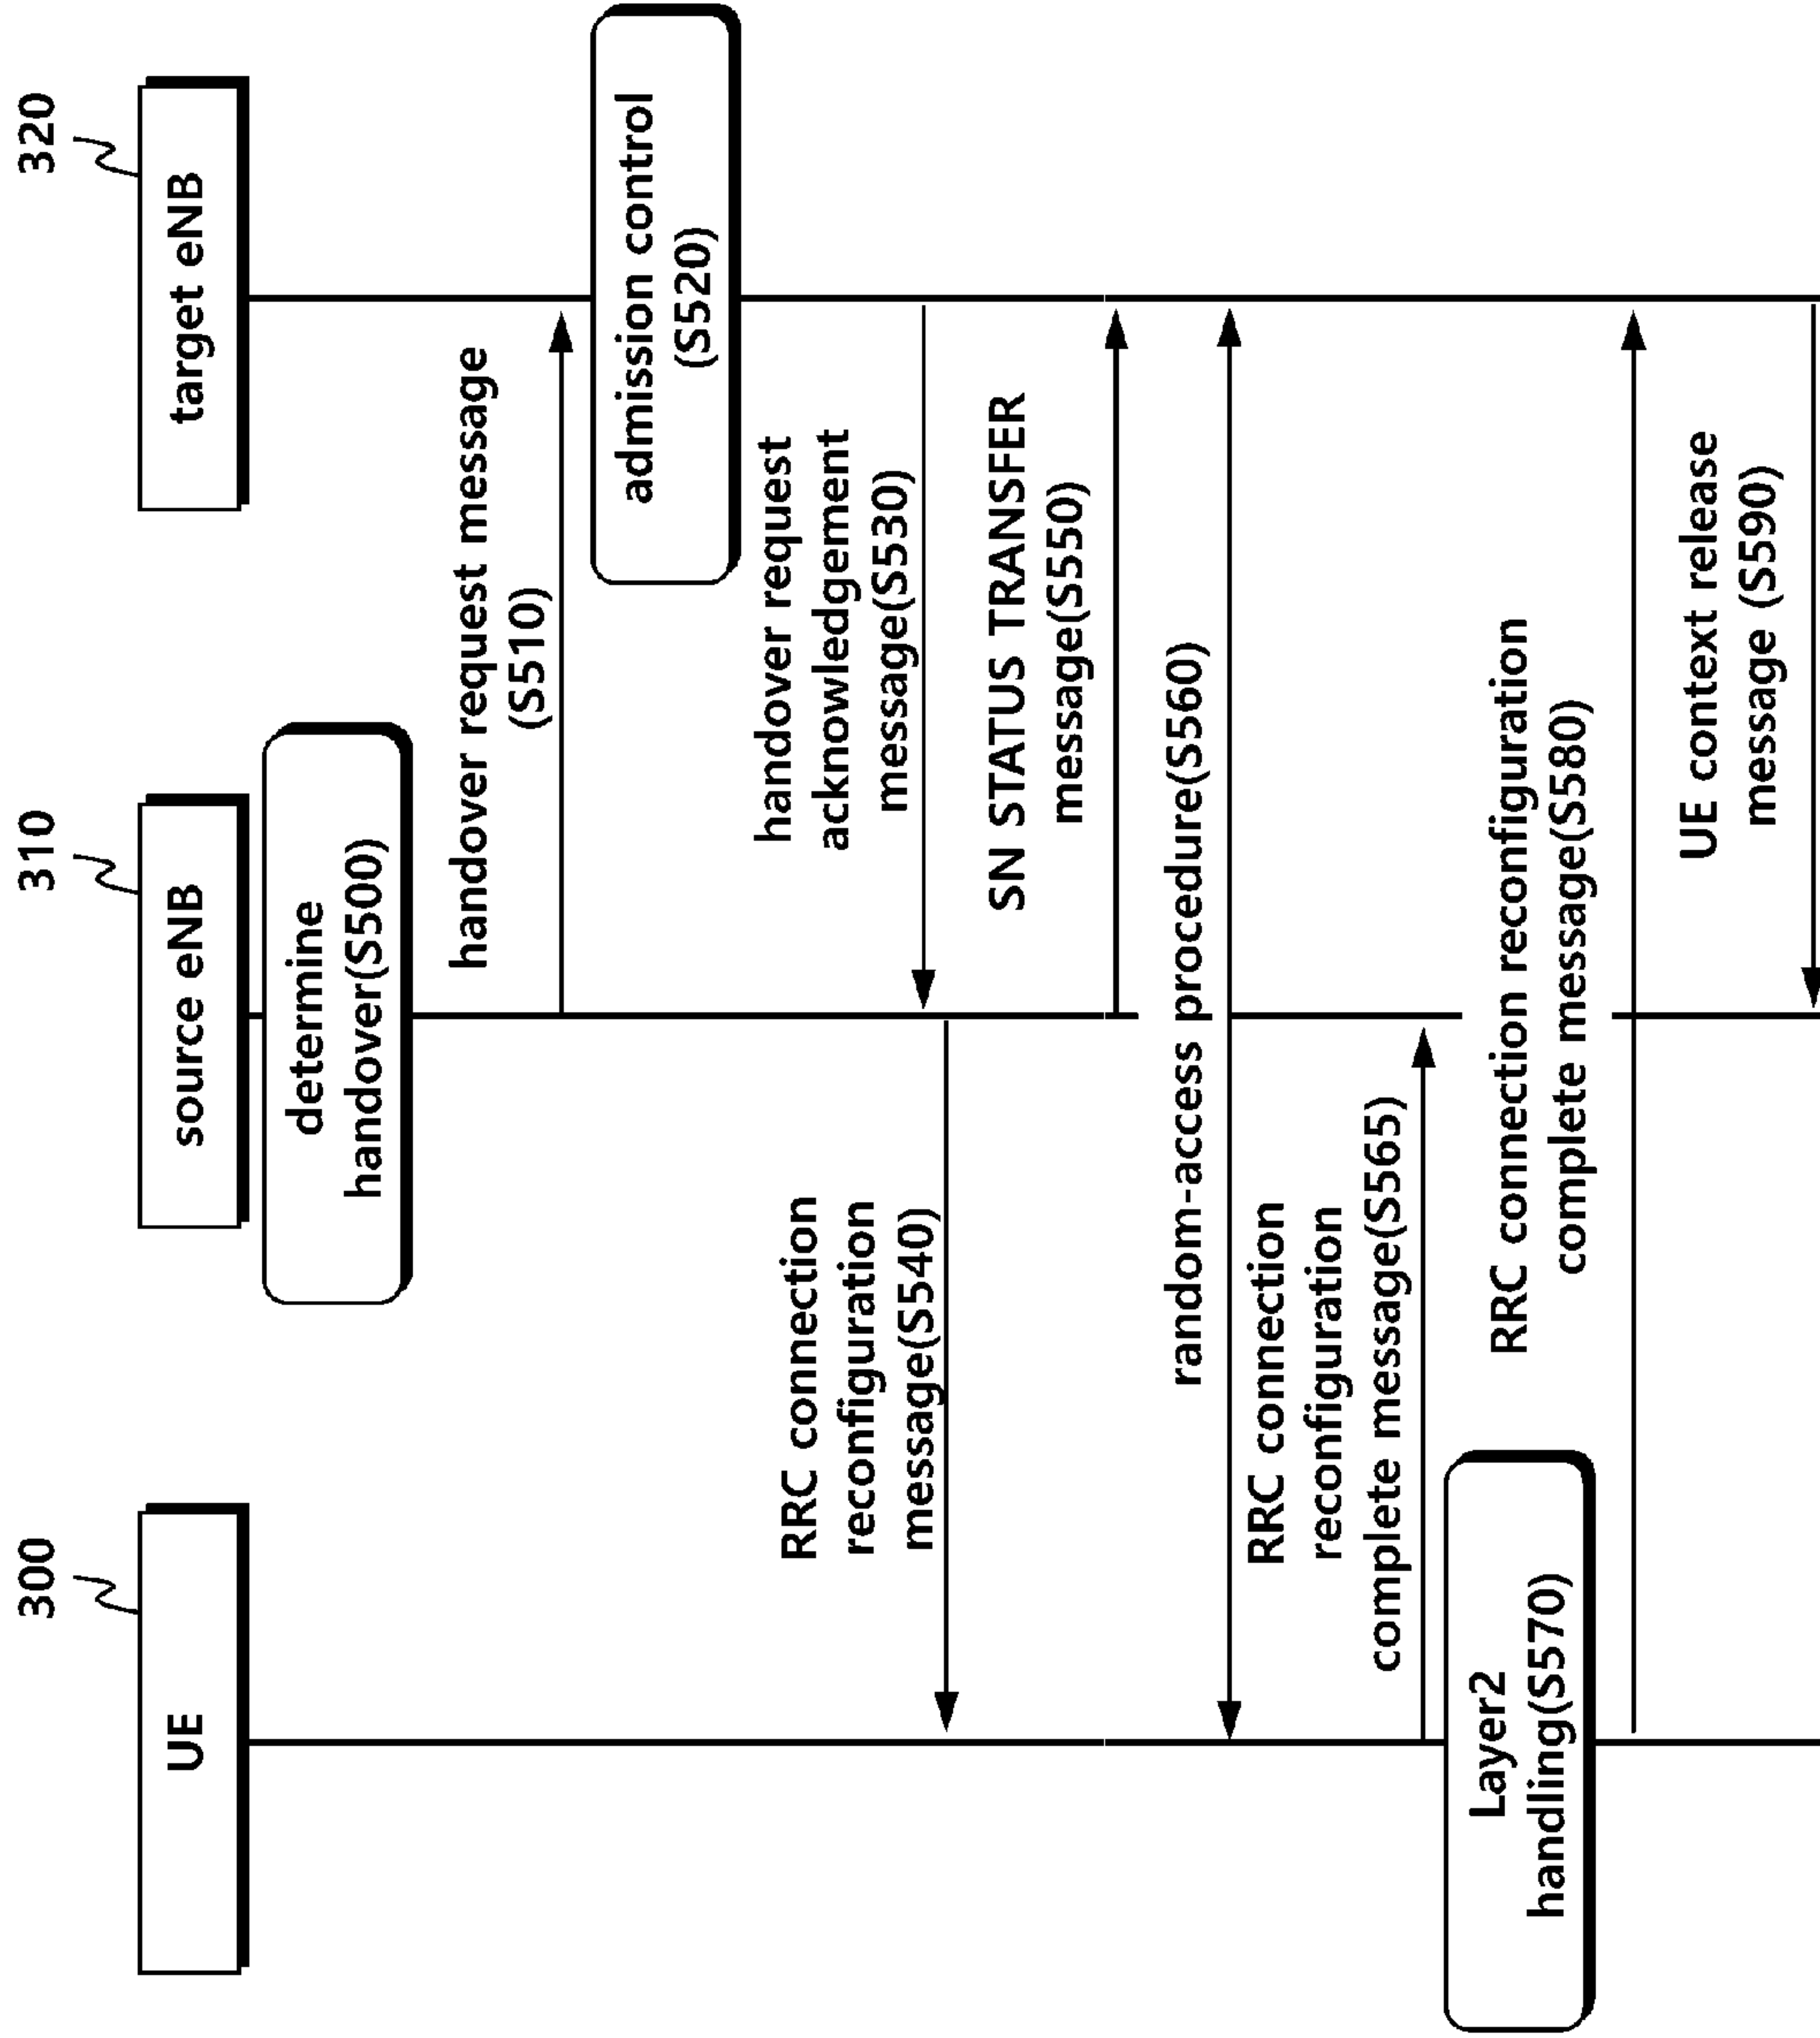 300
310
320
UE
source eNB
target eNB
determine
handover(S500)
handover request message
(S510)
admission control
(S520)
handover request
acknowledgement
message(S530)
RRC connection
reconfiguration
message(S540)
SN STATUS TRANSFER
message(S550)
random-access procedure(S560)
RRC connection
reconfiguration
complete message(S565)
Layer2
handling(S570)
RRC connection reconfiguration
complete message(S580)
UE context release
message (S590)